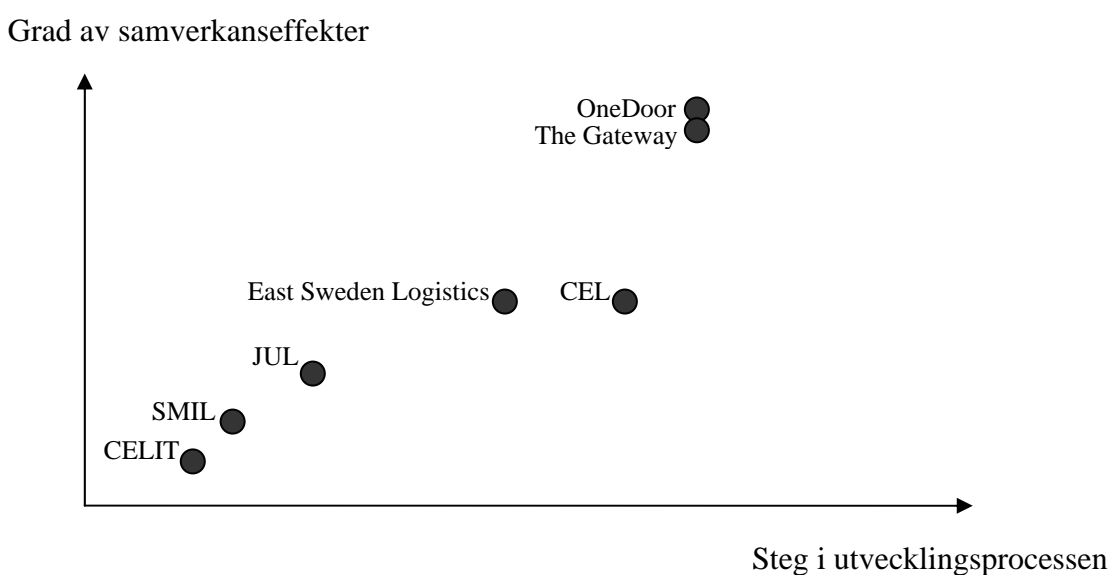 Grad av samverkanseffekter
OneDoor
The Gateway
East Sweden Logistics
CEL
JUL
SMIL
CELIT
Steg i utvecklingsprocessen